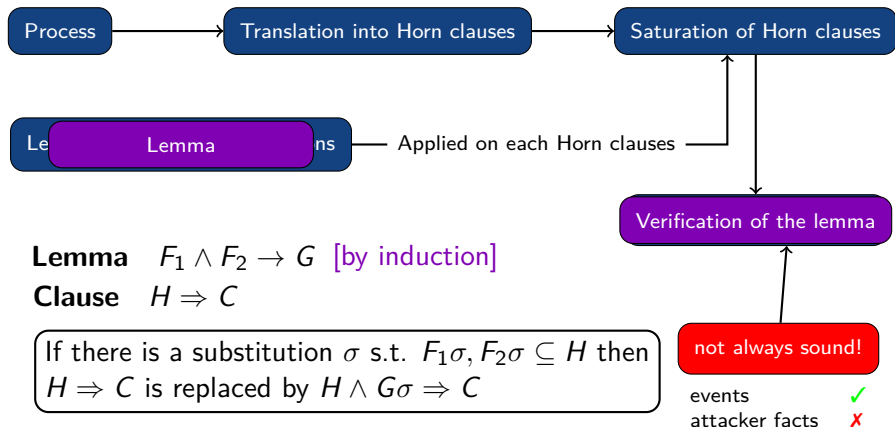 Process
Translation into Horn clauses
Saturation of Horn clauses
Le
Lemma
ns
Applied on each Horn clauses
Verification of the lemma
Lemma F₁ ∧ F₂ → G [by induction]
Clause H ⇒ C
If there is a substitution σ s.t. F₁σ, F₂σ ⊆ H then
H ⇒ C is replaced by H ∧ Gσ ⇒ C
not always sound!
events ✓
attacker facts ✗